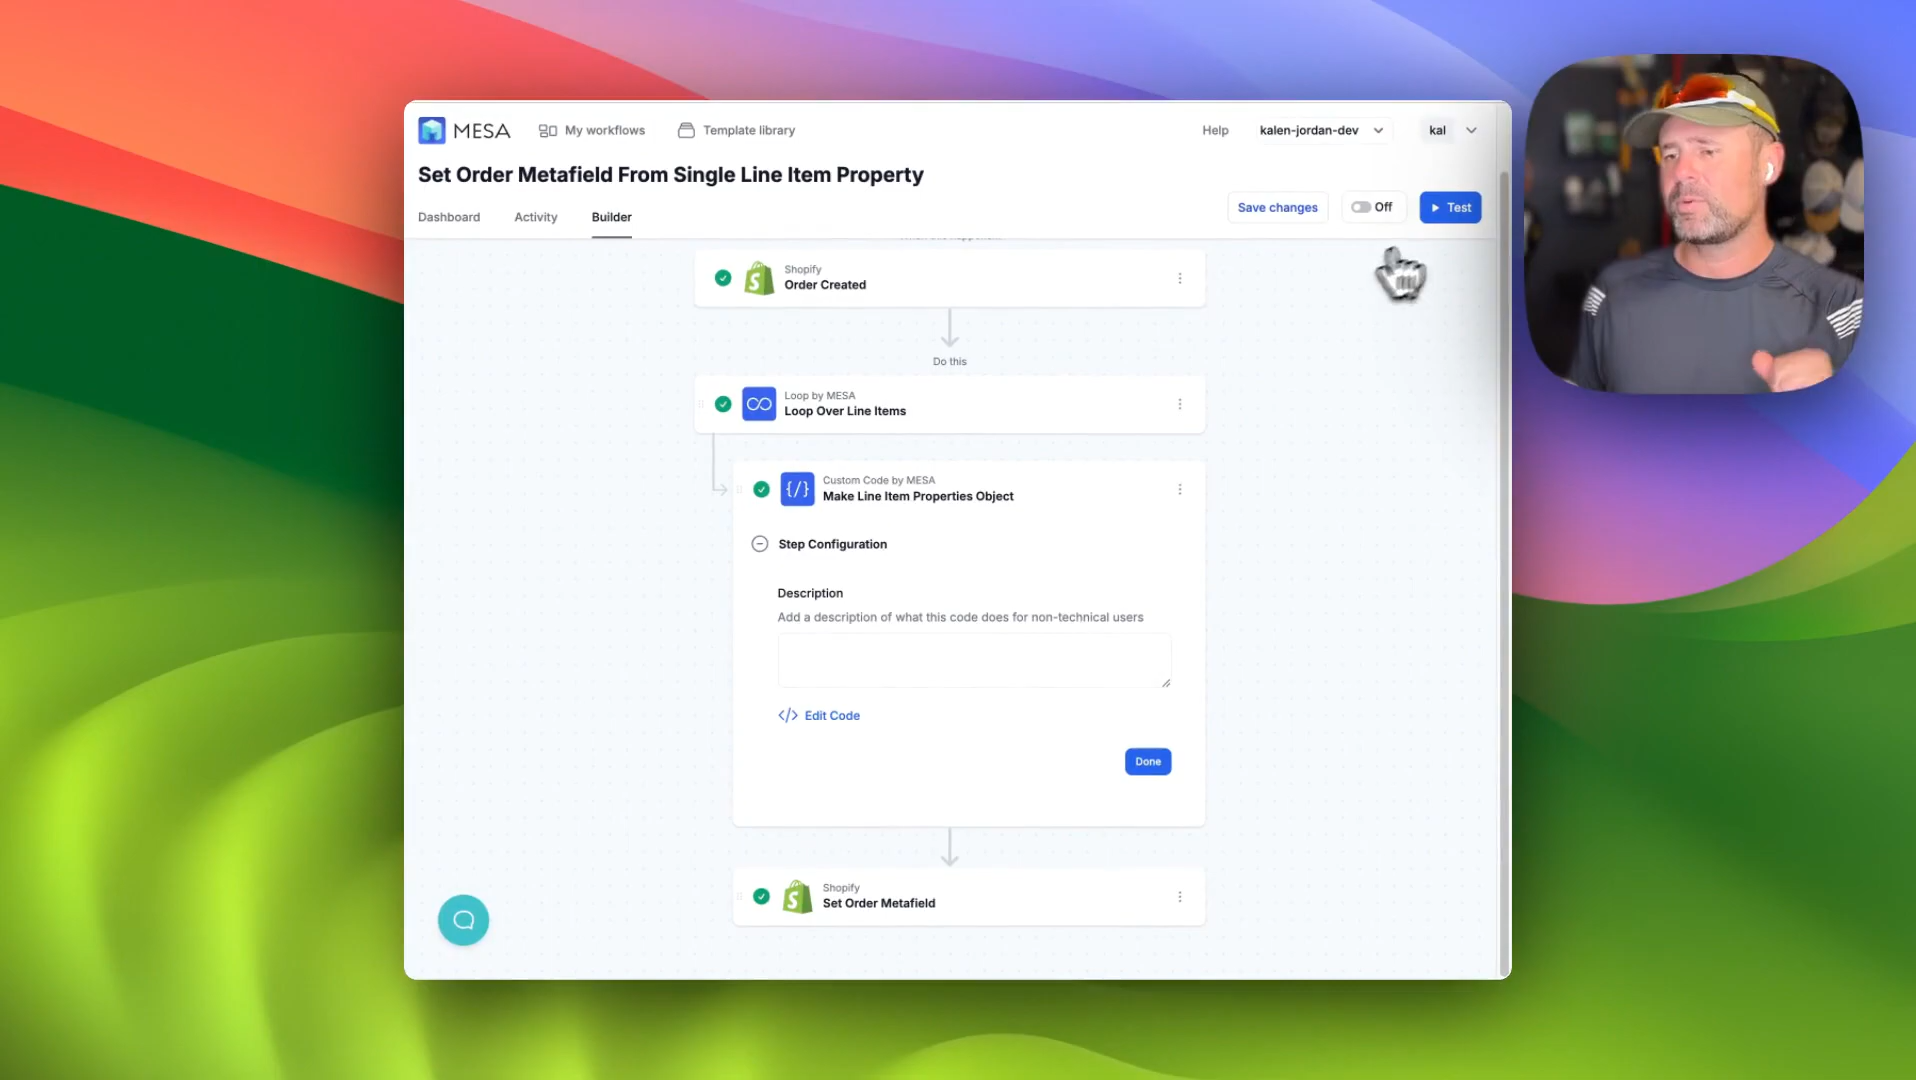 MESA
My workflows
Template library
Help
kalen-jordan-dev
kal
Set Order Metafield From Single Line Item Property
Dashboard
Activity
Builder
Save changes
Off
Test
Shopify
Order Created
Do this
Loop by MESA
Loop Over Line Items
{/}
Custom Code by MESA
Make Line Item Properties Object
Step Configuration
Description
Add a description of what this code does for non-technical users
</> Edit Code
Done
Shopify
Set Order Metafield